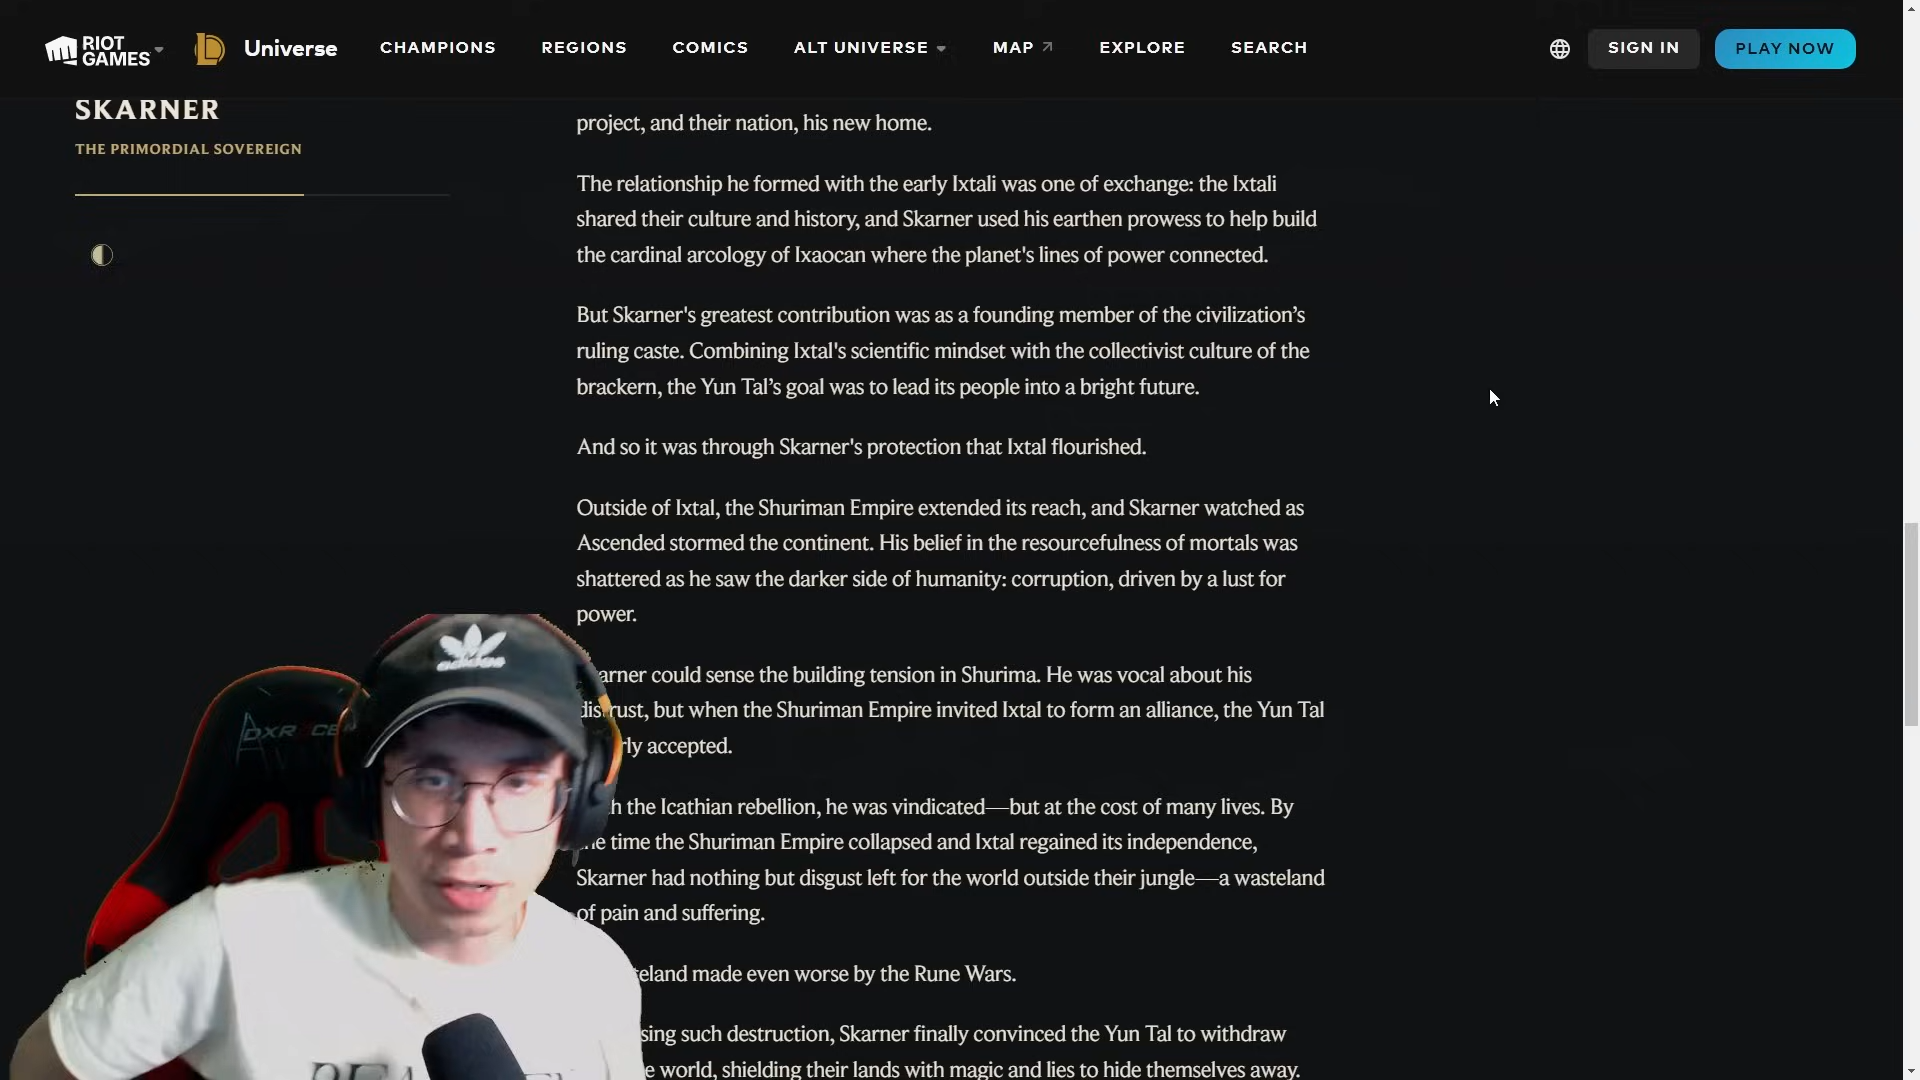 RIOT GAMES
Universe
CHAMPIONS
REGIONS
COMICS
ALT UNIVERSE
MAP
EXPLORE
SEARCH
SIGN IN
PLAY NOW
SKARNER
THE PRIMORDIAL SOVEREIGN
project, and their nation, his new home.
The relationship he formed with the early Ixtali was one of exchange: the Ixtali
shared their culture and history, and Skarner used his earthen prowess to help build
the cardinal arcology of Ixaocan where the planet's lines of power connected.
But Skarner's greatest contribution was as a founding member of the civilization’s
ruling caste. Combining Ixtal's scientific mindset with the collectivist culture of the
brackern, the Yun Tal’s goal was to lead its people into a bright future.
And so it was through Skarner's protection that Ixtal flourished.
Outside of Ixtal, the Shuriman Empire extended its reach, and Skarner watched as
Ascended stormed the continent. His belief in the resourcefulness of mortals was
shattered as he saw the darker side of humanity: corruption, driven by a lust for
power.
arner could sense the building tension in Shurima. He was vocal about his
but when the Shuriman Empire invited Ixtal to form an alliance, the Yun Tal
rly accepted.
h the Icathian rebellion, he was vindicated—but at the cost of many lives. By
time the Shuriman Empire collapsed and Ixtal regained its independence,
Skarner had nothing but disgust left for the world outside their jungle—a wasteland
of pain and suffering.
eland made even worse by the Rune Wars.
sing such destruction, Skarner finally convinced the Yun Tal to withdraw
e world, shielding their lands with magic and lies to hide themselves away.
adidas